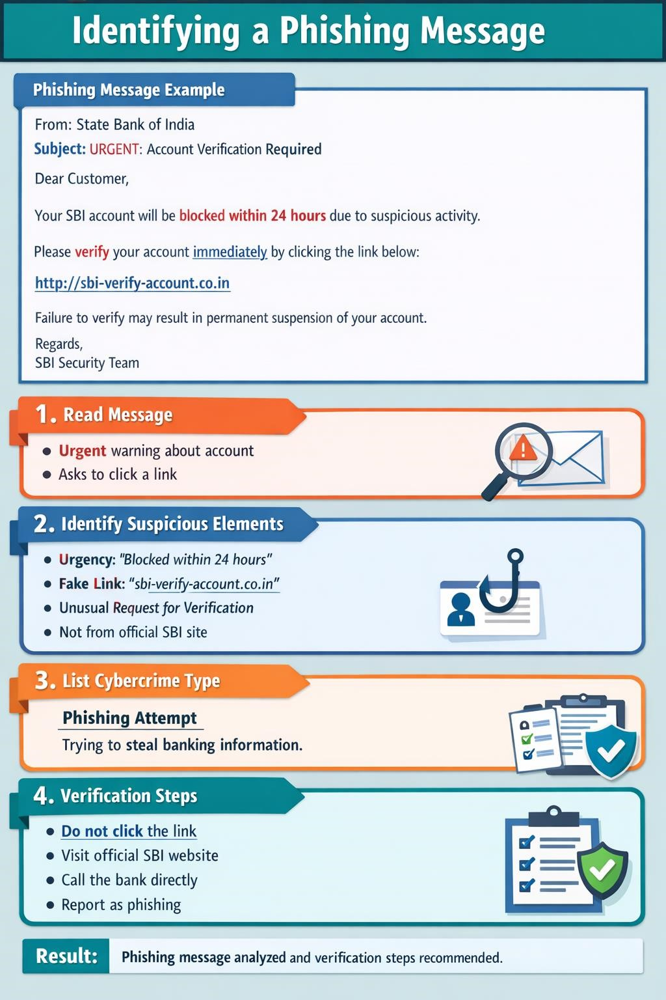 Identifying a Phishing Message
Phishing Message Example
From: State Bank of India
Subject: URGENT: Account Verification Required
Dear Customer,
Your SBI account will be blocked within 24 hours due to suspicious activity.
Please verify your account immediately by clicking the link below:
http://sbi-verify-account.co.in
Failure to verify may result in permanent suspension of your account.
Regards,
SBI Security Team
1. Read Message
● Urgent warning about account
● Asks to click a link
2. Identify Suspicious Elements
● Urgency: "Blocked within 24 hours"
● Fake Link: "sbi-verify-account.co.in"
● Unusual Request for Verification
● Not from official SBI site
3. List Cybercrime Type
Phishing Attempt
Trying to steal banking information.
4. Verification Steps
● Do not click the link
● Visit official SBI website
● Call the bank directly
● Report as phishing
Result: Phishing message analyzed and verification steps recommended.